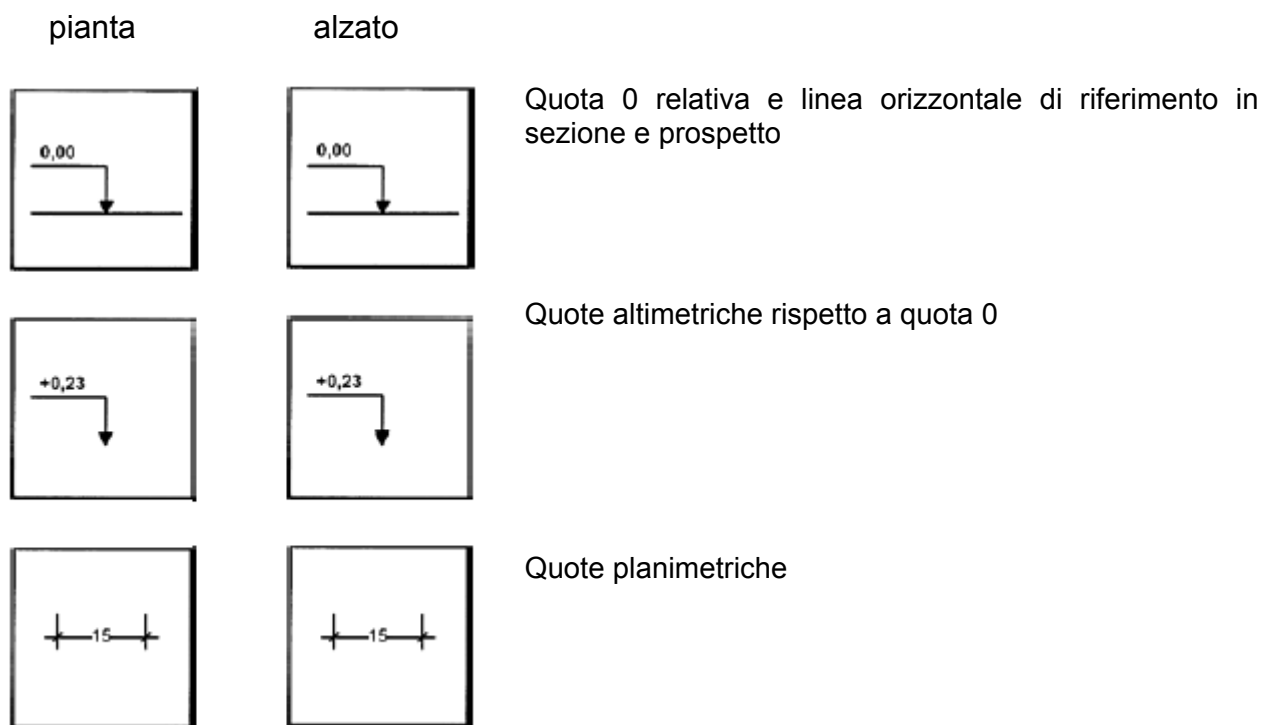 pianta alzato
0,00 0,00 Quota 0 relativa e linea orizzontale di riferimento in
sezione e prospetto
+0,23 +0,23 Quote altimetriche rispetto a quota 0
15 15 Quote planimetriche